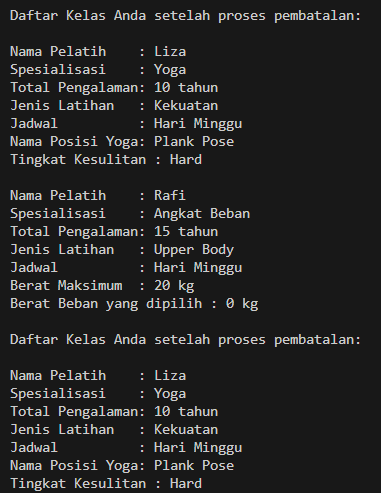 Daftar Kelas Anda setelah proses pembatalan:
Nama Pelatih    : Liza
Spesialisasi    : Yoga
Total Pengalaman: 10 tahun
Jenis Latihan   : Kekuatan
Jadwal          : Hari Minggu
Nama Posisi Yoga: Plank Pose
Tingkat Kesulitan : Hard
Nama Pelatih    : Rafi
Spesialisasi    : Angkat Beban
Total Pengalaman: 15 tahun
Jenis Latihan   : Upper Body
Jadwal          : Hari Minggu
Berat Maksimum  : 20 kg
Berat Beban yang dipilih : 0 kg
Daftar Kelas Anda setelah proses pembatalan:
Nama Pelatih    : Liza
Spesialisasi    : Yoga
Total Pengalaman: 10 tahun
Jenis Latihan   : Kekuatan
Jadwal          : Hari Minggu
Nama Posisi Yoga: Plank Pose
Tingkat Kesulitan : Hard